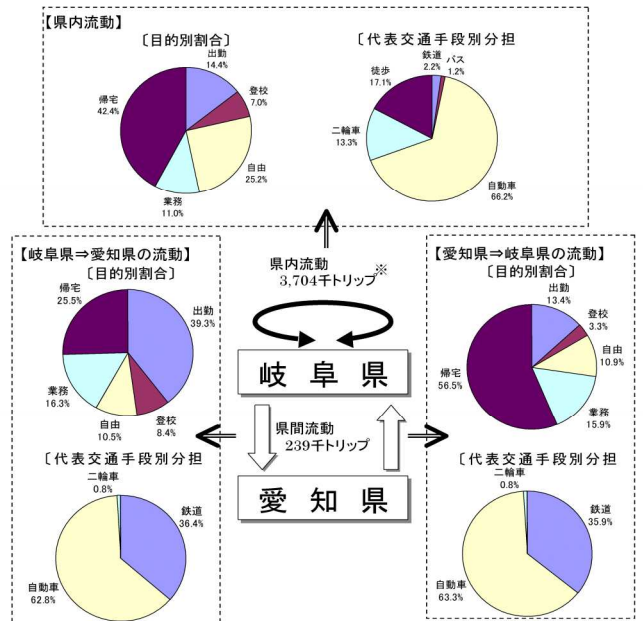 【県内流動】
〔目的別割合〕
出勤
14.4%
登校
7.0%
自由
25.2%
業務
11.0%
帰宅
42.4%
〔代表交通手段別分担
鉄道
2.2%
バス
1.2%
自動車
66.2%
二輪車
13.3%
徒歩
17.1%
県内流動
3,704千トリップ※
岐阜県
県間流動
239千トリップ
愛知県
【岐阜県⇒愛知県の流動】
〔目的別割合〕
出勤
39.3%
登校
8.4%
自由
10.5%
業務
16.3%
帰宅
25.5%
〔代表交通手段別分担
二輪車
0.8%
鉄道
36.4%
自動車
62.8%
【愛知県⇒岐阜県の流動】
〔目的別割合〕
出勤
13.4%
登校
3.3%
自由
10.9%
業務
15.9%
帰宅
56.5%
〔代表交通手段別分担
二輪車
0.8%
鉄道
35.9%
自動車
63.3%